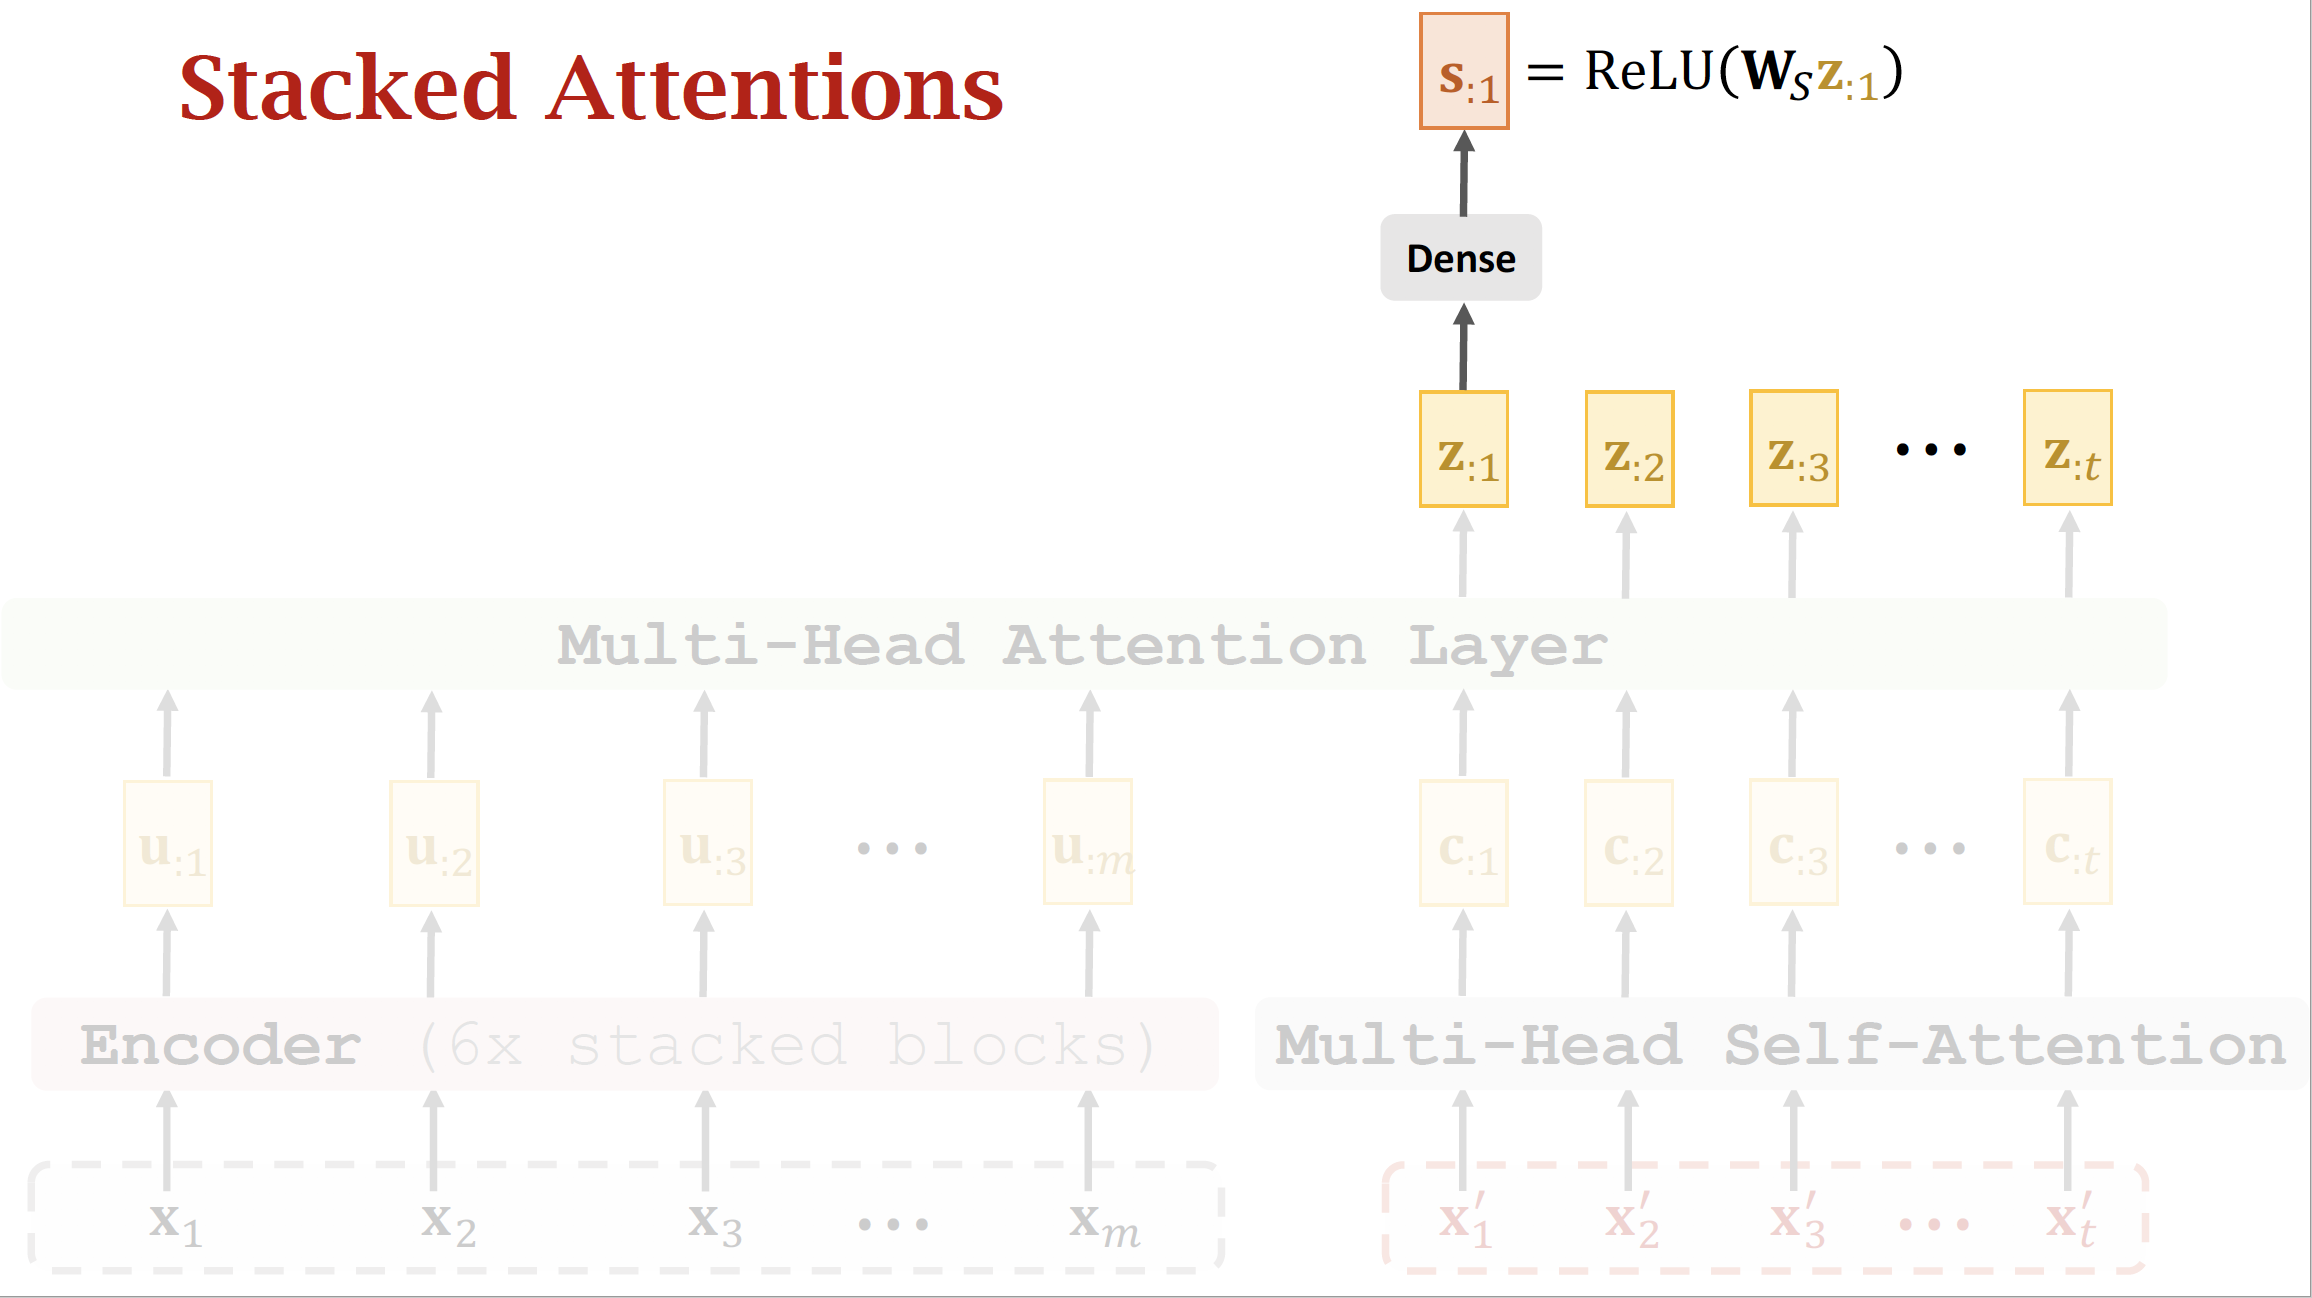 Stacked Attentions
s:1 = ReLU(W_S z:1)
Dense
z:1 z:2 z:3 ••• z:t
Multi-Head Attention Layer
u:1 u:2 u:3 ••• u:m c:1 c:2 c:3 ••• c:t
Encoder (6x stacked blocks) Multi-Head Self-Attention
x1 x2 x3 ••• xm x′1 x′2 x′3 ••• x′t